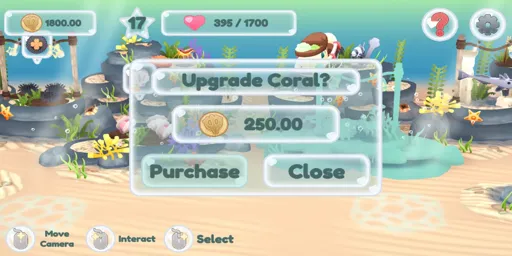 1800.00
17
395 / 1700
?
Upgrade Coral?
250.00
Purchase
Close
Move
Camera
Interact
Select